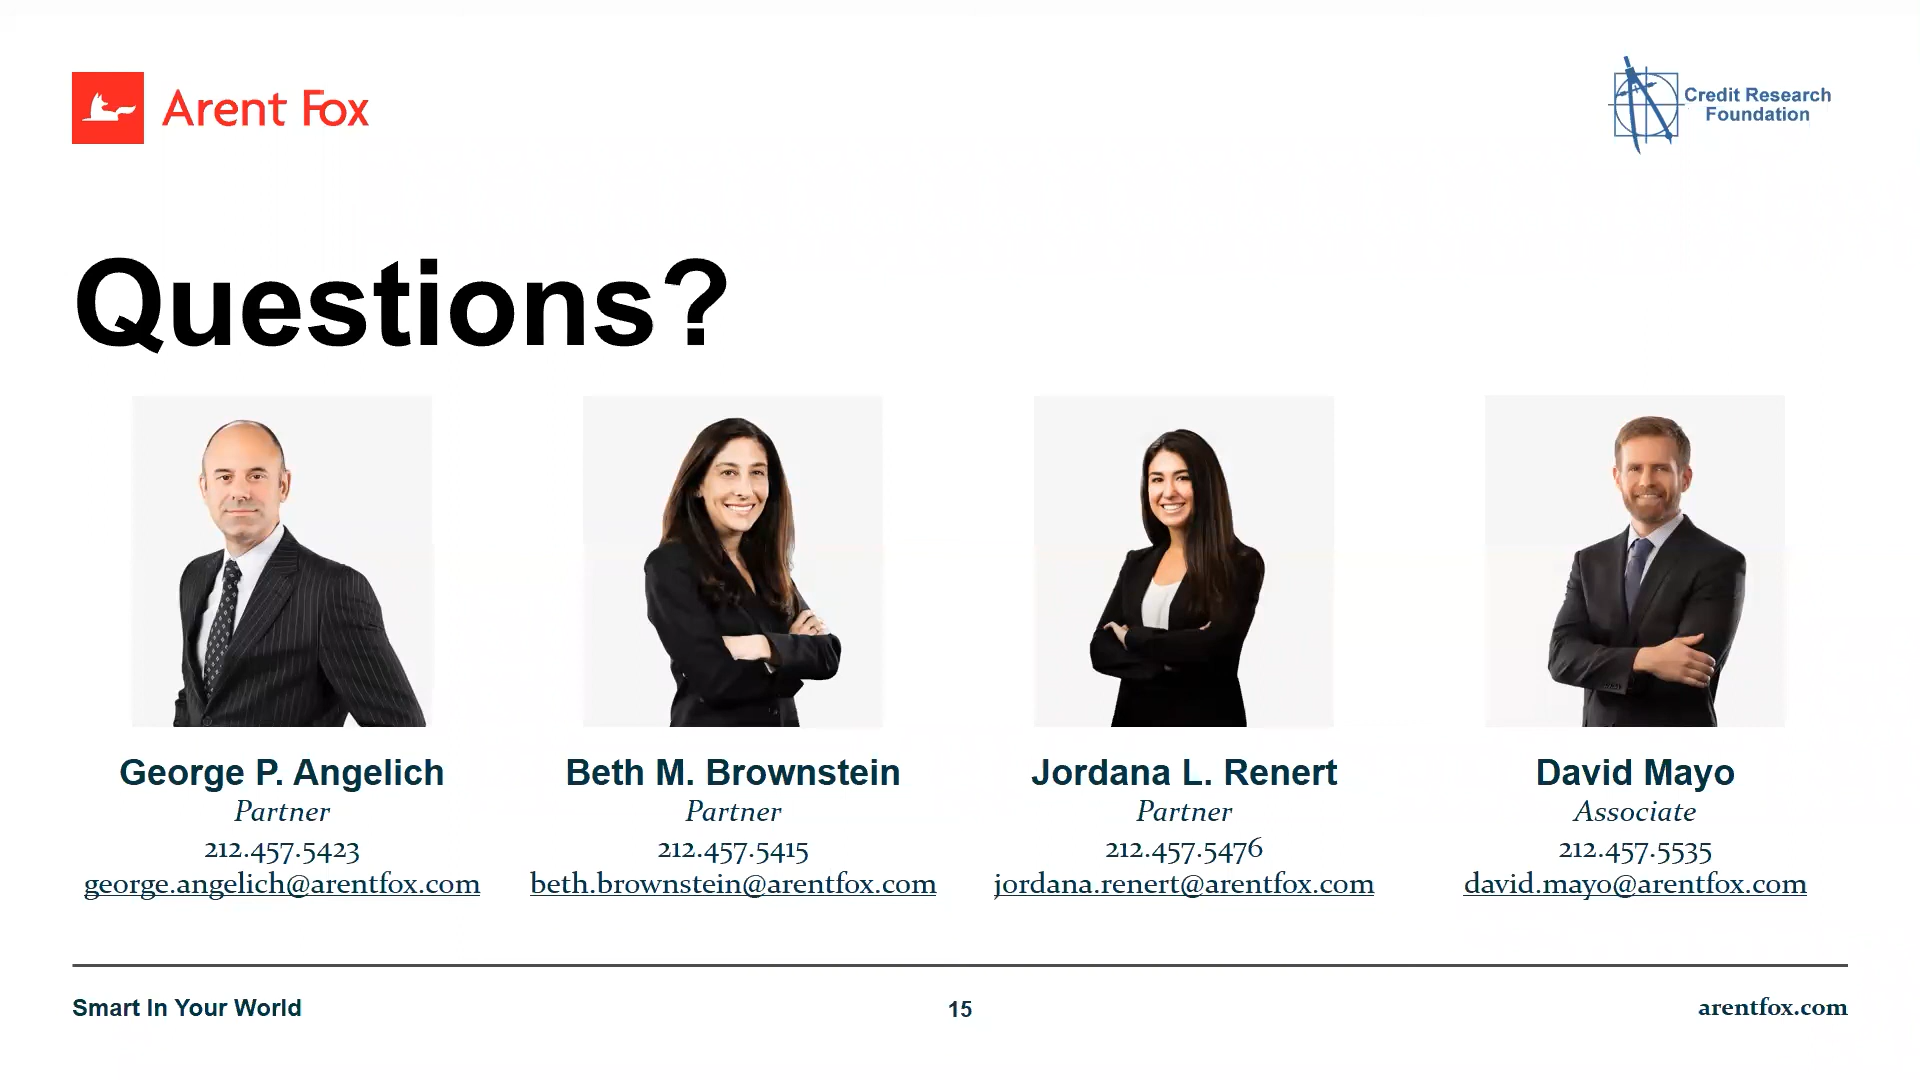 Arent Fox
Credit Research
Foundation
Questions?
George P. Angelich
Partner
212.457.5423
george.angelich@arentfox.com
Beth M. Brownstein
Partner
212.457.5415
beth.brownstein@arentfox.com
Jordana L. Renert
Partner
212.457.5476
jordana.renert@arentfox.com
David Mayo
Associate
212.457.5535
david.mayo@arentfox.com
Smart In Your World
15
arentfox.com